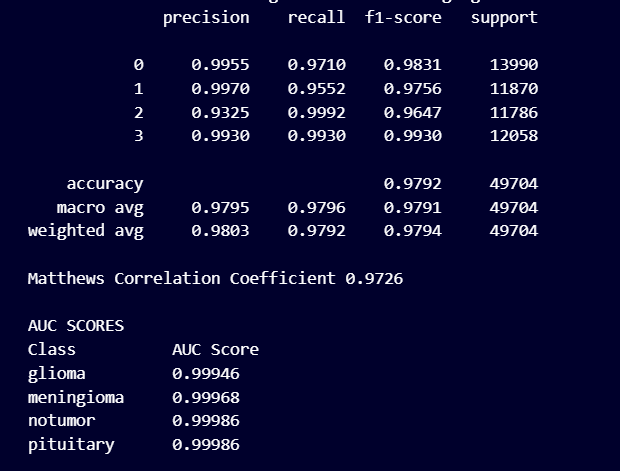 precision recall f1-score support
0 0.9955 0.9710 0.9831 13990
1 0.9970 0.9552 0.9756 11870
2 0.9325 0.9992 0.9647 11786
3 0.9930 0.9930 0.9930 12058
accuracy 0.9792 49704
macro avg 0.9795 0.9796 0.9791 49704
weighted avg 0.9803 0.9792 0.9794 49704
Matthews Correlation Coefficient 0.9726
AUC SCORES
Class AUC Score
glioma 0.99946
meningioma 0.99968
notumor 0.99986
pituitary 0.99986